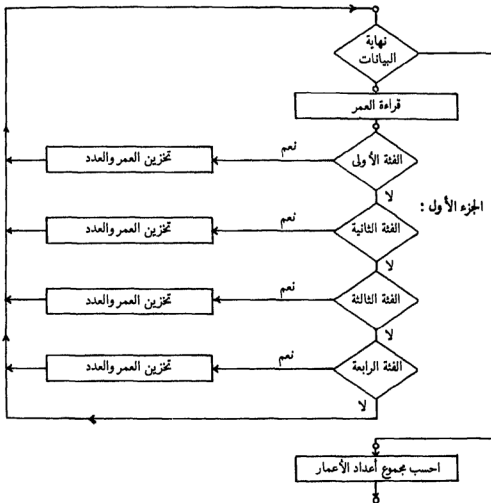 نهاية
البيانات
قراءة العمر
الفئة الأولى
نعم
تخزين العمر والعدد
لا
الجزء الأول :
الفئة الثانية
نعم
تخزين العمر والعدد
لا
الفئة الثالثة
نعم
تخزين العمر والعدد
لا
الفئة الرابعة
نعم
تخزين العمر والعدد
لا
احسب مجموع أعداد الأعمار